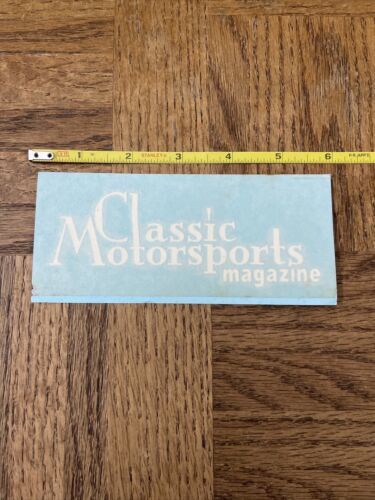 1 2 STANLEY 3 4 5 6
Classic
Motorsports
magazine